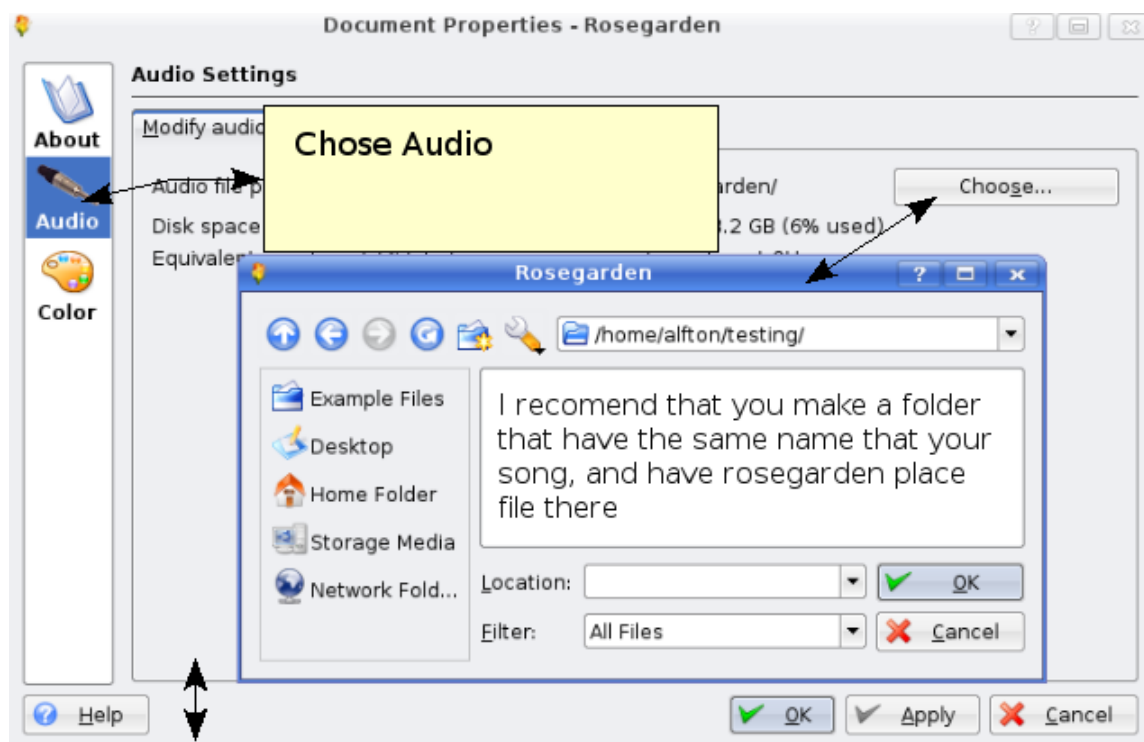 Document Properties - Rosegarden
Audio Settings
About
Audio
Color
Modify audio
Chose Audio
Audio file p
arden/
Choose...
Disk space
.2 GB (6% used)
Rosegarden
/home/alfton/testing/
Example Files
Desktop
Home Folder
Storage Media
Network Fold...
I recomend that you make a folder
that have the same name that your
song, and have rosegarden place
file there
Location:
OK
Filter: All Files
Cancel
Help
OK
Apply
Cancel